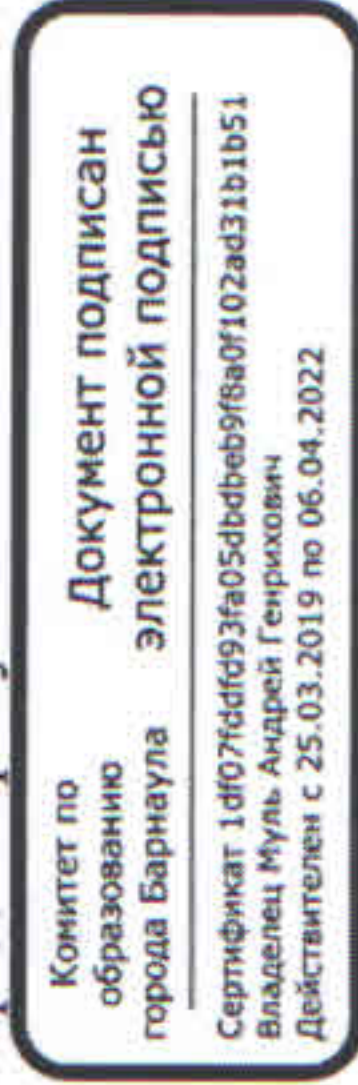 Комитет по
образованию
города Барнаула
Документ подписан
электронной подписью
Сертификат 1df07fddfd93fa05dbdbeb9f8a0f102ad31b1b51
Владелец Муль Андрей Генрихович
Действителен с 25.03.2019 по 06.04.2022